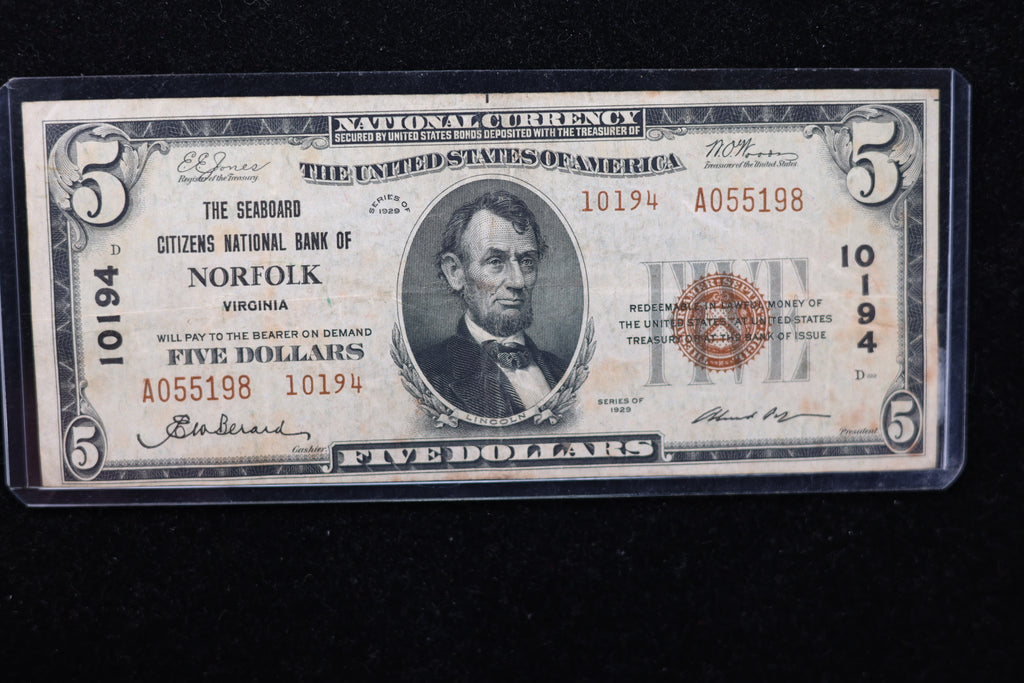 NATIONAL CURRENCY
SECURED BY UNITED STATES BONDS DEPOSITED WITH THE TREASURER OF
THE UNITED STATES OF AMERICA
5
5
E E Jones
Register of the Treasury
W.O. Woods
Treasurer of the United States
SERIES OF
1929
10194 A055198
THE SEABOARD
D
CITIZENS NATIONAL BANK OF
NORFOLK
VIRGINIA
10194
10194
FIVE
REDEEMABLE IN LAWFUL MONEY OF
THE UNITED STATES AT UNITED STATES
TREASURY OR AT THE BANK OF ISSUE
WILL PAY TO THE BEARER ON DEMAND
FIVE DOLLARS
A055198 10194
D
SERIES OF
1929
LINCOLN
Cashier
President
5
5
FIVE DOLLARS